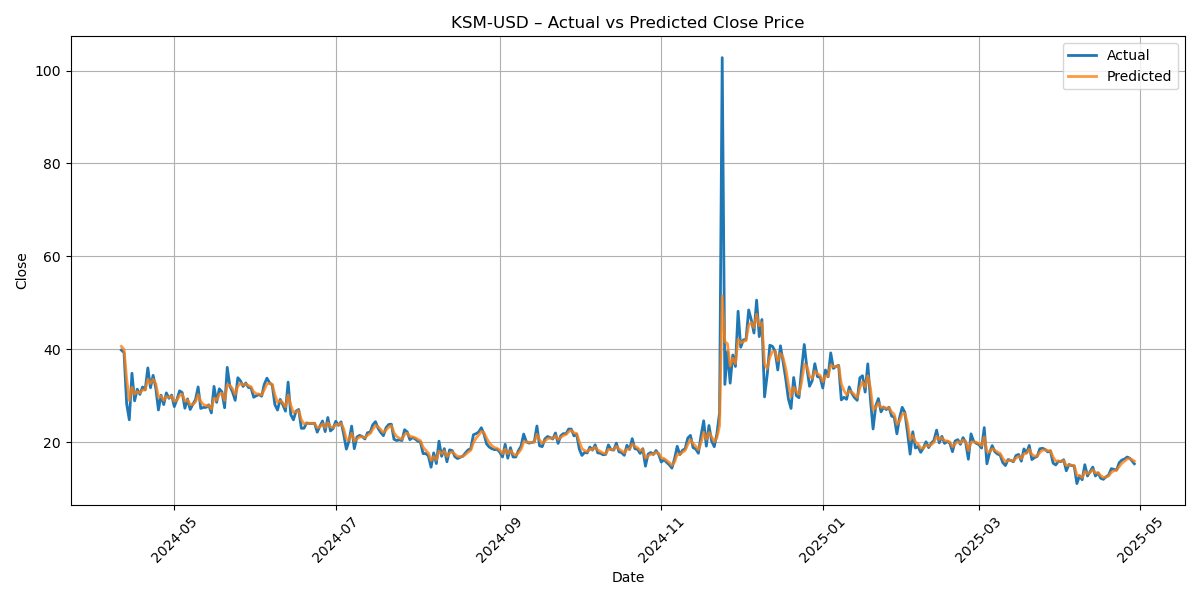 KSM-USD – Actual vs Predicted Close Price
Actual
Predicted
Close
100
80
60
40
20
2024-05
2024-07
2024-09
2024-11
2025-01
2025-03
2025-05
Date